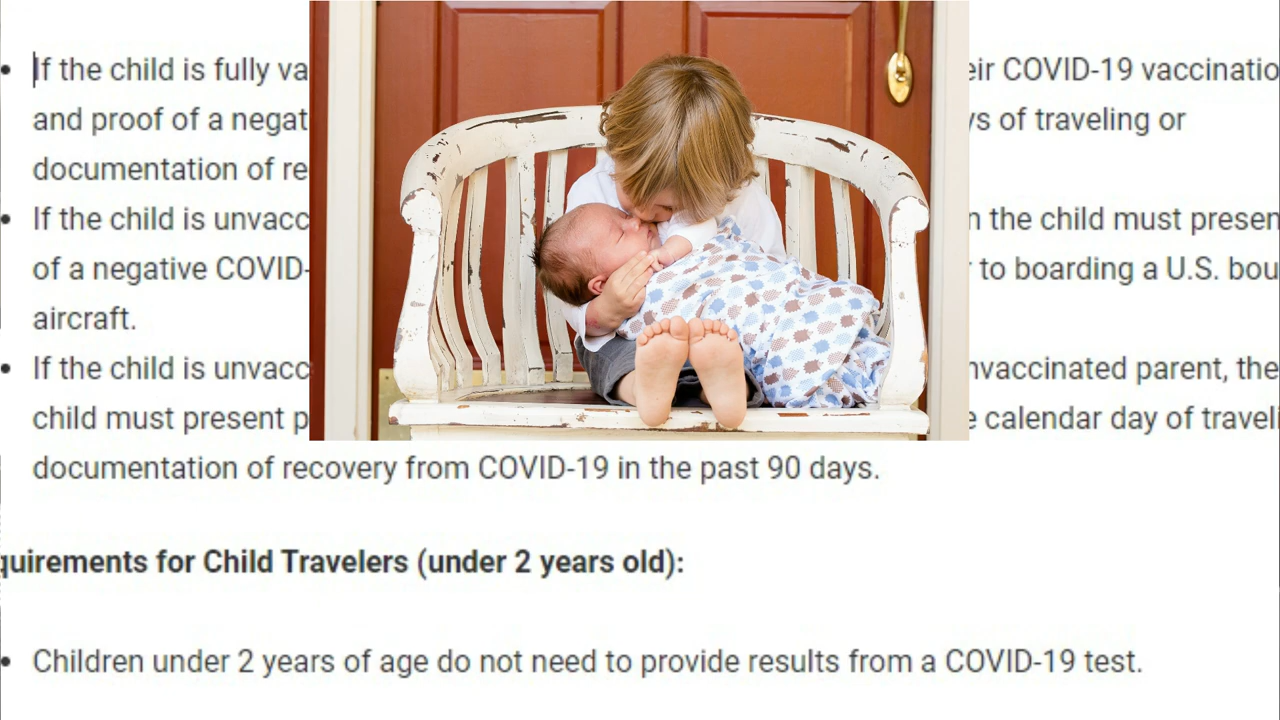 If the child is fully va eir COVID-19 vaccinatio
and proof of a negat ys of traveling or
documentation of re
If the child is unvacc n the child must presen
of a negative COVID- r to boarding a U.S. bou
aircraft.
If the child is unvacc nvaccinated parent, the
child must present p e calendar day of traveli
documentation of recovery from COVID-19 in the past 90 days.
quirements for Child Travelers (under 2 years old):
Children under 2 years of age do not need to provide results from a COVID-19 test.